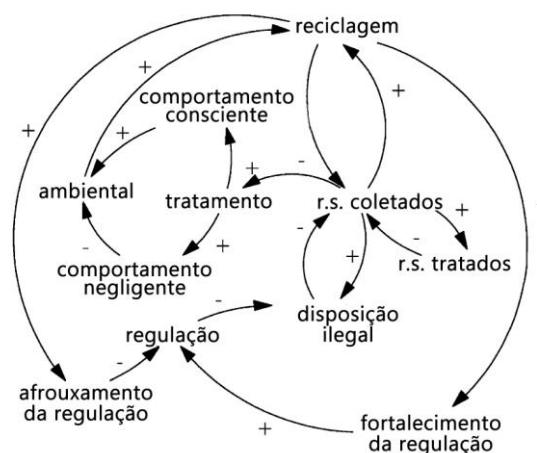 reciclagem
+
comportamento
consciente
+
+
+
ambiental
tratamento
+
-
r.s. coletados
+
-
+
-
+
-
r.s. tratados
comportamento
negligente
-
disposição
ilegal
regulação
-
afrouxamento
da regulação
+
fortalecimento
da regulação